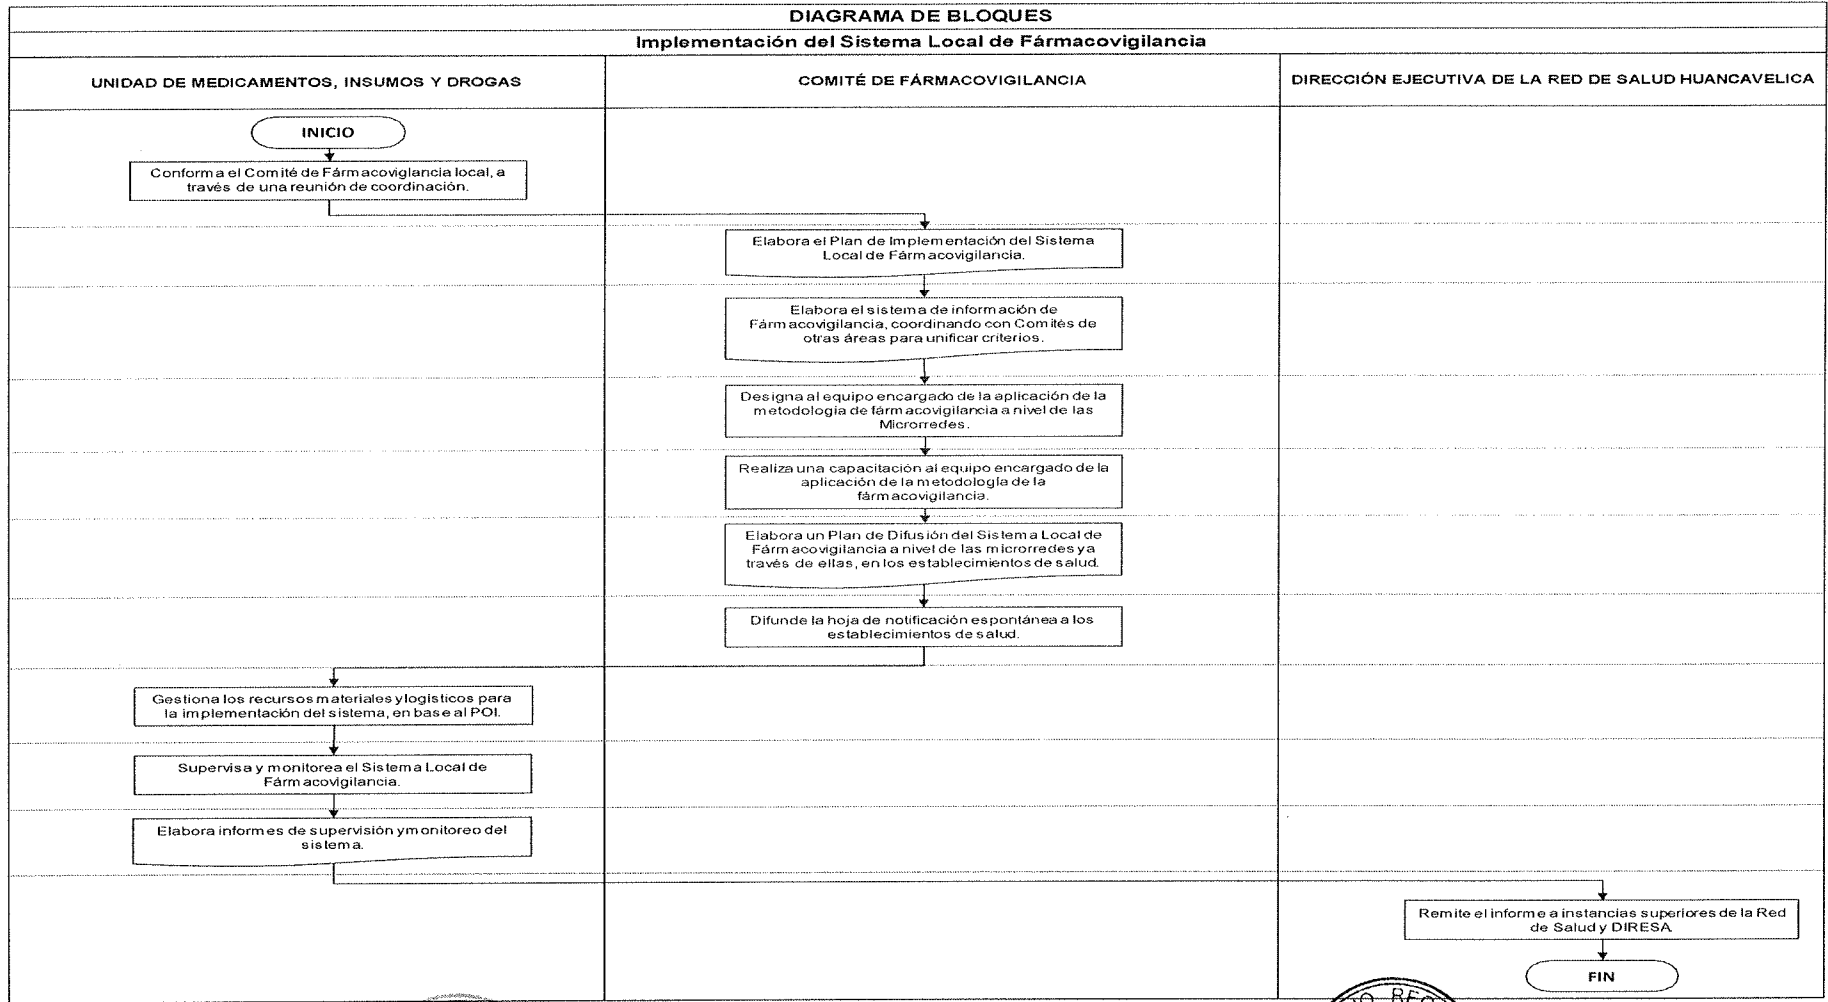 DIAGRAMA DE BLOQUES
Implementación del Sistema Local de Fármacovigilancia
UNIDAD DE MEDICAMENTOS, INSUMOS Y DROGAS
COMITÉ DE FÁRMACOVIGILANCIA
DIRECCIÓN EJECUTIVA DE LA RED DE SALUD HUANCAVELICA
INICIO
Conforma el Comité de Fármacoviglancia local, a
través de una reunión de coordinación.
Elabora el Plan de Implementación del Sistema
Local de Fármacovigilancia.
Elabora el sistema de información de
Fármacovigilancia, coordinando con Comités de
otras áreas para unificar criterios.
Designa al equipo encargado de la aplicación de la
metodología de fármacovigilancia a nivel de las
Microrredes.
Realiza una capacitación al equipo encargado de la
aplicación de la metodología de la
fármacovigilancia.
Elabora un Plan de Difusión del Sistema Local de
Fármacovigilancia a nivel de las microrredes y a
través de ellas, en los establecimientos de salud.
Difunde la hoja de notificación espontánea a los
establecimientos de salud.
Gestiona los recursos materiales y logísticos para
la implementación del sistema, en base al POI.
Supervisa y monitorea el Sistema Local de
Fármacovigilancia.
Elabora informes de supervisión y monitoreo del
sistema.
Remite el informe a instancias superiores de la Red
de Salud y DIRESA.
FIN